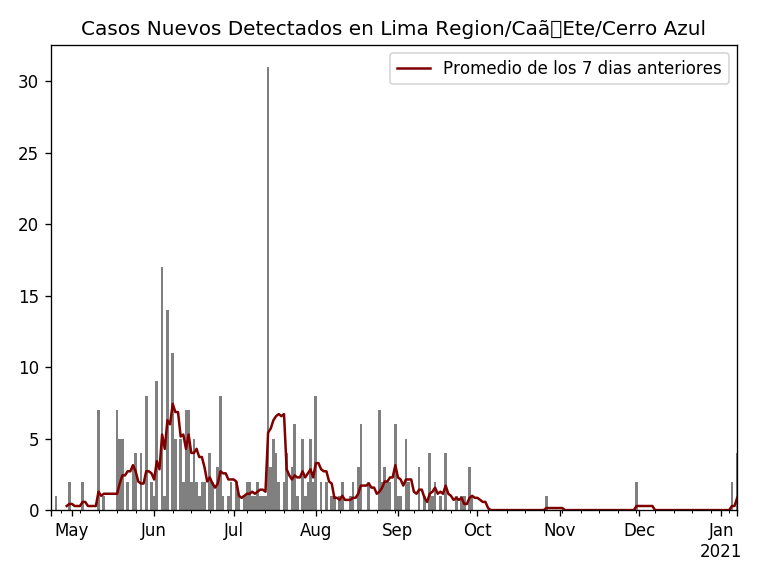 Casos Nuevos Detectados en Lima Region/Caã▯Ete/Cerro Azul
Promedio de los 7 dias anteriores
30
25
20
15
10
5
0
May Jun Jul Aug Sep Oct Nov Dec Jan
2021